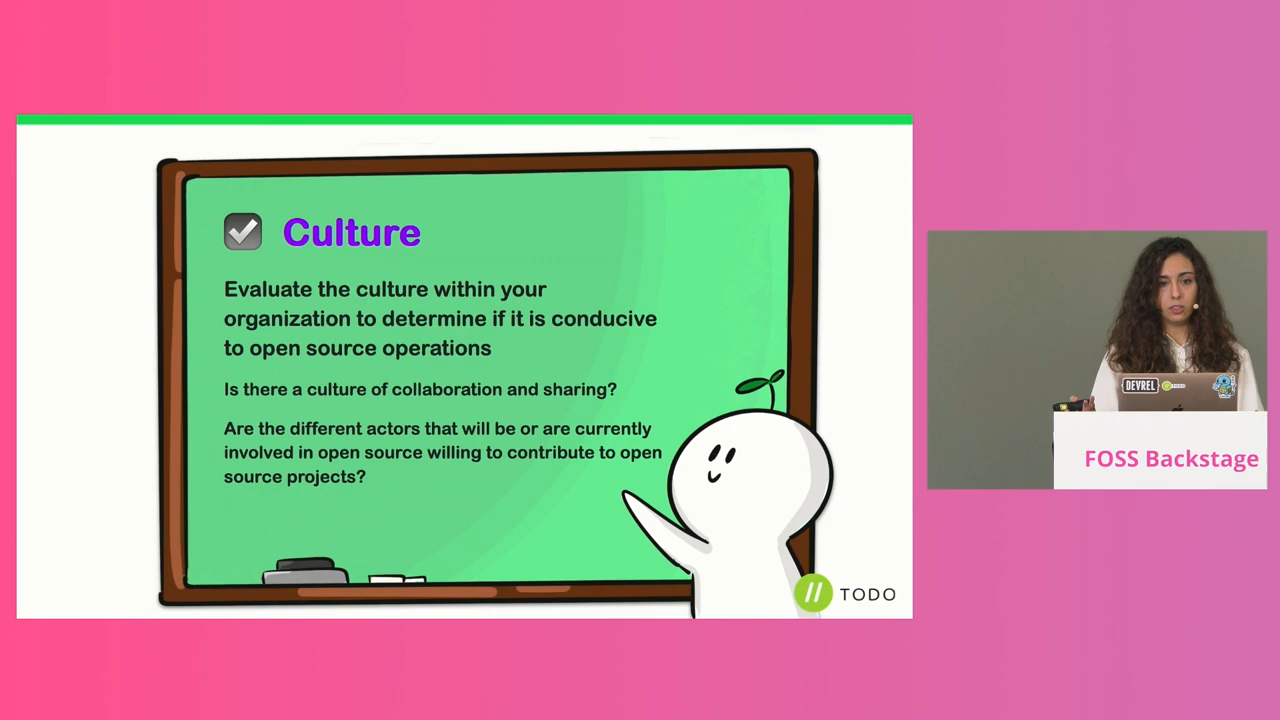 Culture
Evaluate the culture within your
organization to determine if it is conducive
to open source operations
Is there a culture of collaboration and sharing?
Are the different actors that will be or are currently
involved in open source willing to contribute to open
source projects?
// TODO
DEVREL
TODO
FOSS Backstage